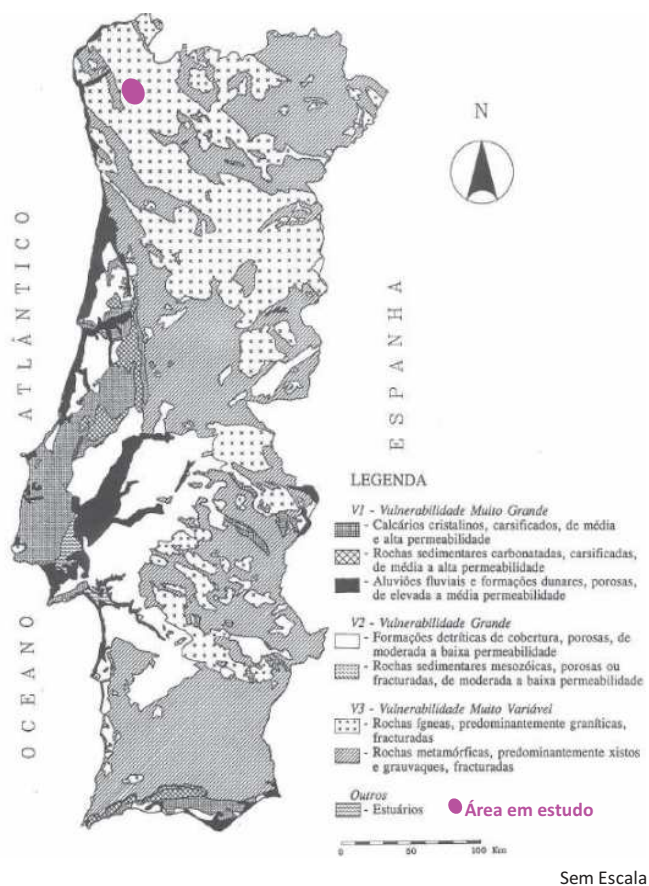 N
OCEANO ATLÂNTICO
ESPANHA
LEGENDA
V1 - Vulnerabilidade Muito Grande
- Calcários cristalinos, carsificados, de média
e alta permeabilidade
- Rochas sedimentares carbonatadas, carsificadas,
de média a alta permeabilidade
- Aluviões fluviais e formações dunares, porosas,
de elevada a média permeabilidade
V2 - Vulnerabilidade Grande
- Formações detríticas de cobertura, porosas, de
moderada a baixa permeabilidade
- Rochas sedimentares mesozóicas, porosas ou
fracturadas, de moderada a baixa permeabilidade
V3 - Vulnerabilidade Muito Variável
- Rochas ígneas, predominantemente graníticas,
fracturadas
- Rochas metamórficas, predominantemente xistos
e grauvaques, fracturadas
Outros
- Estuários
Área em estudo
0 50 100 Km
Sem Escala